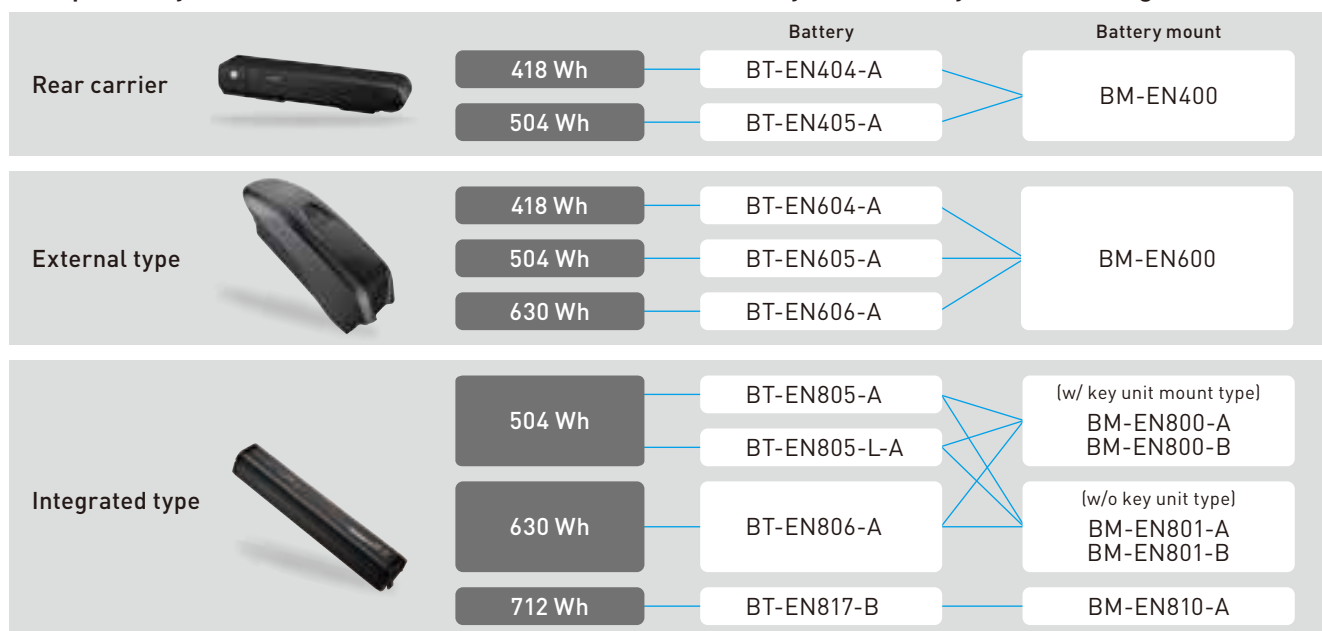 Battery
Battery mount
Rear carrier
418 Wh
BT-EN404-A
BM-EN400
504 Wh
BT-EN405-A
External type
418 Wh
BT-EN604-A
504 Wh
BT-EN605-A
BM-EN600
630 Wh
BT-EN606-A
Integrated type
504 Wh
BT-EN805-A
BT-EN805-L-A
(w/ key unit mount type)
BM-EN800-A
BM-EN800-B
630 Wh
BT-EN806-A
(w/o key unit type)
BM-EN801-A
BM-EN801-B
712 Wh
BT-EN817-B
BM-EN810-A